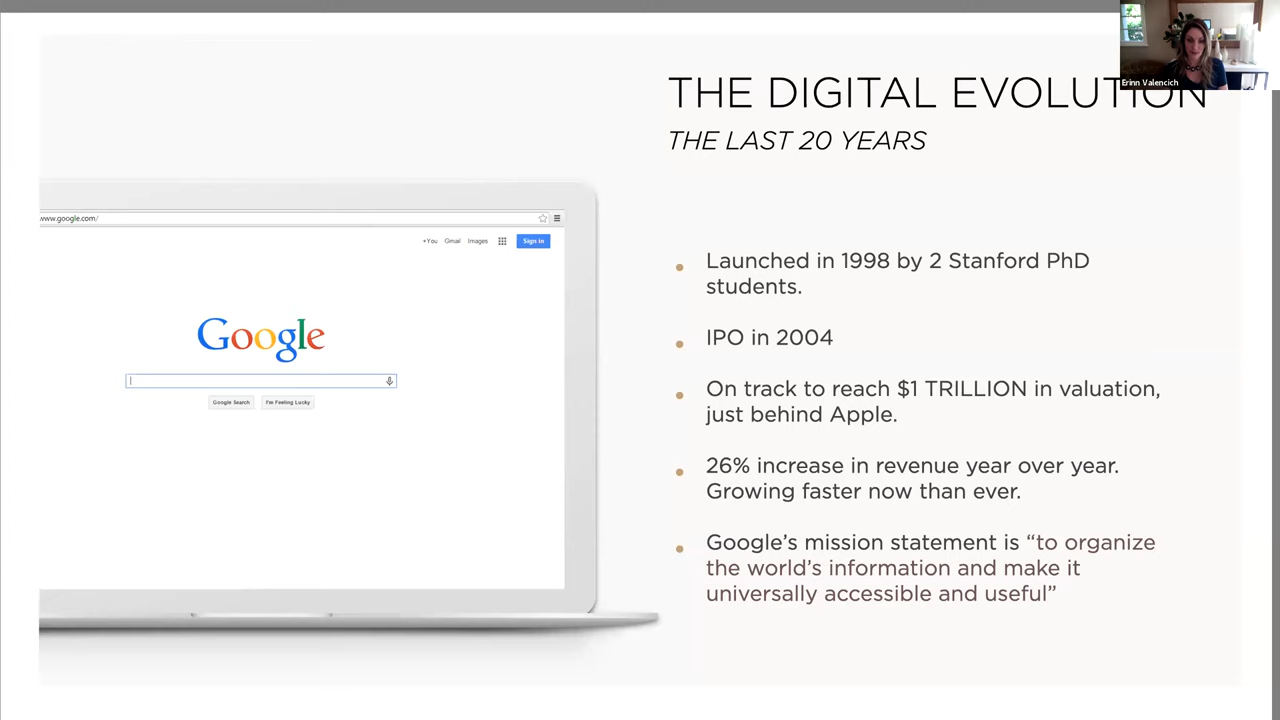 THE DIGITAL EVOLUTION
Erinn Valencich
THE LAST 20 YEARS
www.google.com/
+You Gmail Images Sign in
Google
Google Search I'm Feeling Lucky
Launched in 1998 by 2 Stanford PhD
students.
IPO in 2004
On track to reach $1 TRILLION in valuation,
just behind Apple.
26% increase in revenue year over year.
Growing faster now than ever.
Google’s mission statement is “to organize
the world’s information and make it
universally accessible and useful”